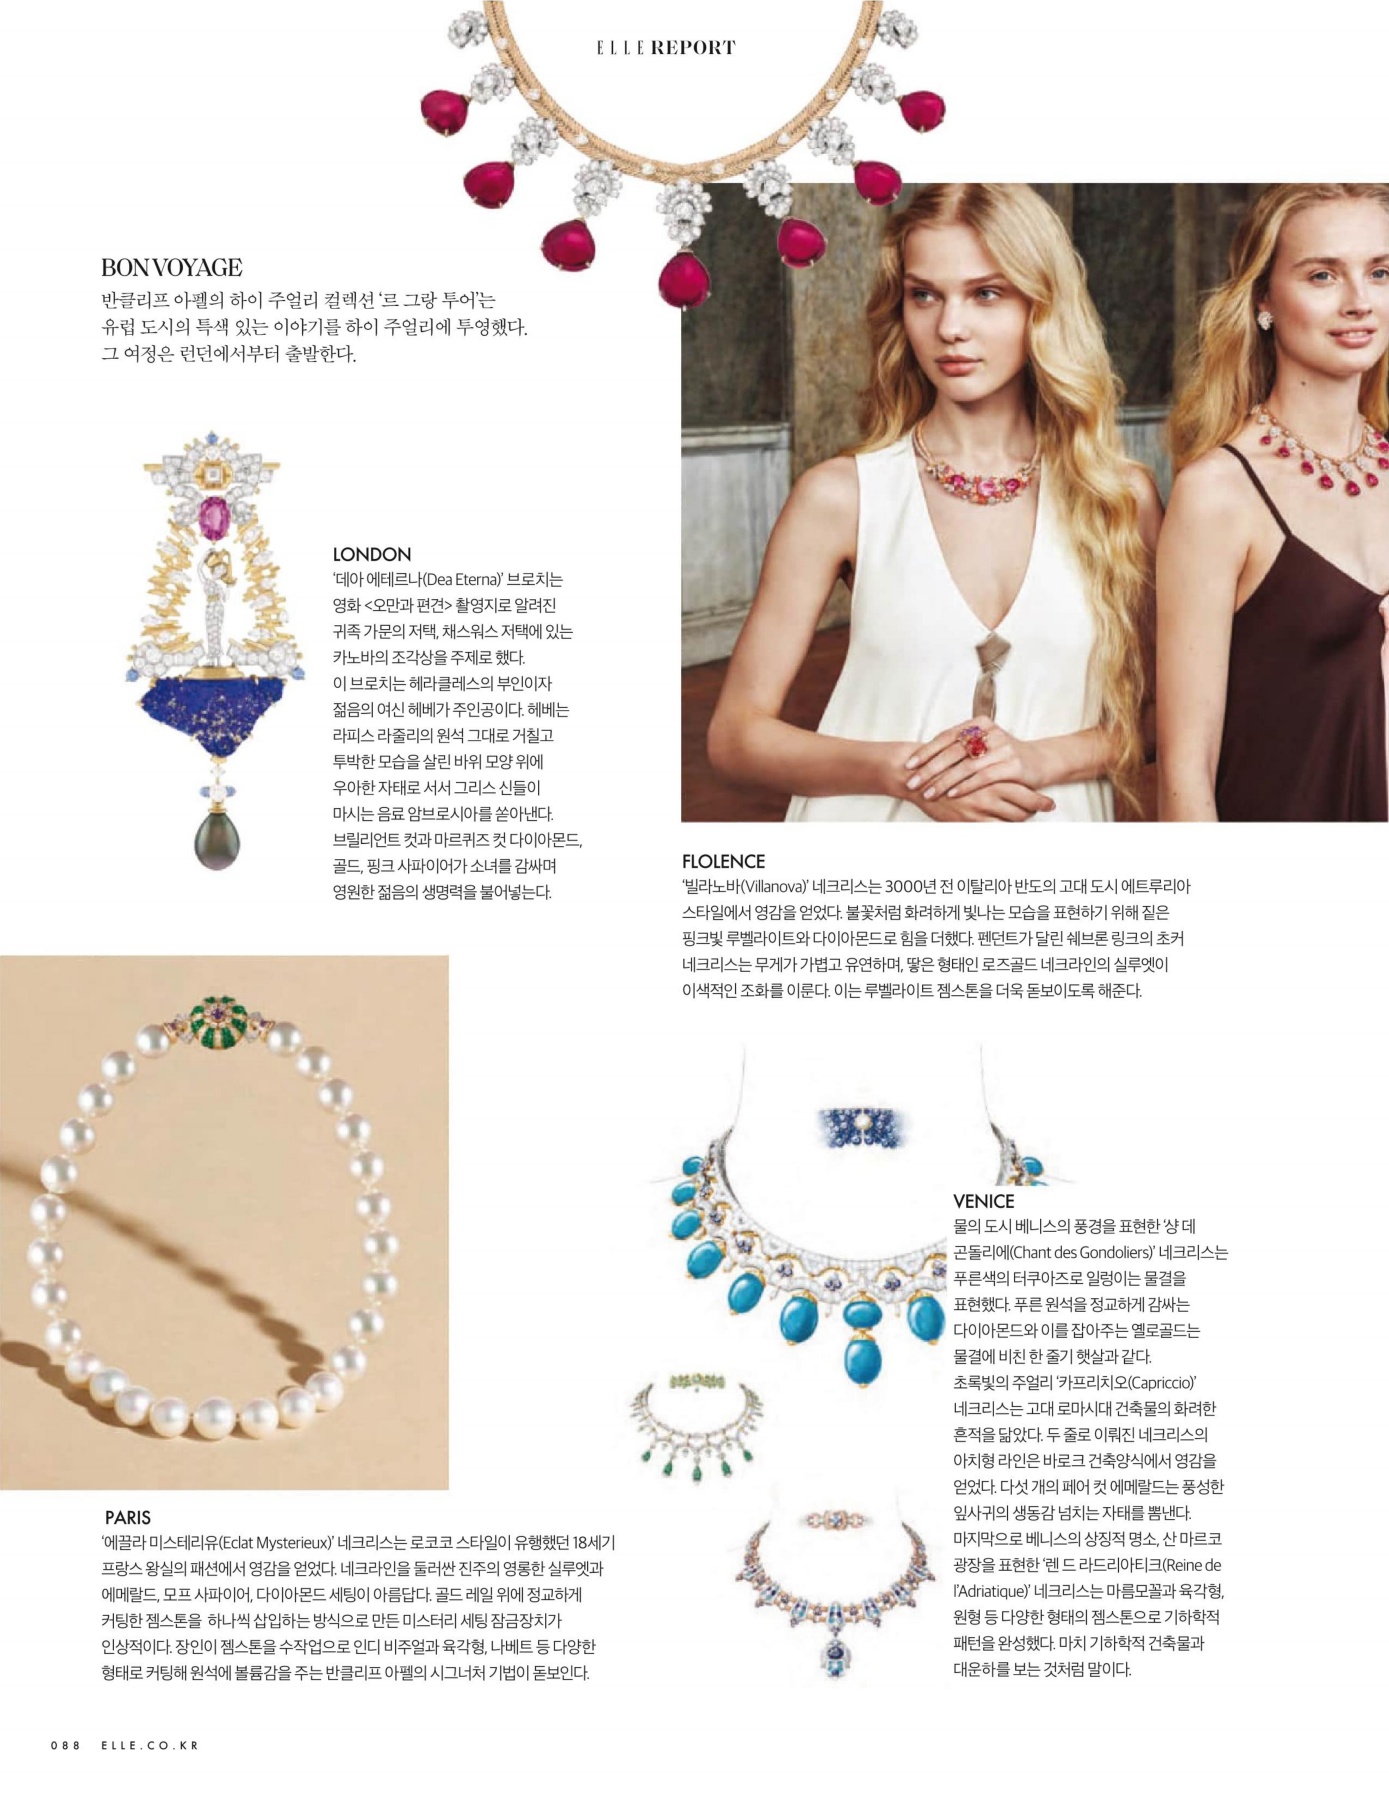 ELLE REPORT
BON VOYAGE
반클리프 아펠의 하이 주얼리 컬렉션 ‘르 그랑 투어’는
유럽 도시의 특색 있는 이야기를 하이 주얼리에 투영했다.
그 여정은 런던에서부터 출발한다.
LONDON
‘데아 에테르나(Dea Eterna)’ 브로치는
영화 <오만과 편견> 촬영지로 알려진
귀족 가문의 저택, 채스워스 저택에 있는
카노바의 조각상을 주제로 했다.
이 브로치는 헤라클레스의 부인이자
젊음의 여신 헤베가 주인공이다. 헤베는
라피스 라줄리의 원석 그대로 거칠고
투박한 모습을 살린 바위 모양 위에
우아한 자태로 서서 그리스 신들이
마시는 음료 암브로시아를 쏟아낸다.
브릴리언트 컷과 마르퀴즈 컷 다이아몬드,
골드, 핑크 사파이어가 소녀를 감싸며
영원한 젊음의 생명력을 불어넣는다.
FLOLENCE
‘빌라노바(Villanova)’ 네크리스는 3000년 전 이탈리아 반도의 고대 도시 에트루리아
스타일에서 영감을 얻었다. 불꽃처럼 화려하게 빛나는 모습을 표현하기 위해 짙은
핑크빛 루벨라이트와 다이아몬드로 힘을 더했다. 펜던트가 달린 쉐브론 링크의 초커
네크리스는 무게가 가볍고 유연하며, 땋은 형태인 로즈골드 네크라인의 실루엣이
이색적인 조화를 이룬다. 이는 루벨라이트 젬스톤을 더욱 돋보이도록 해준다.
PARIS
‘에끌라 미스테리유(Eclat Mysterieux)’ 네크리스는 로코코 스타일이 유행했던 18세기
프랑스 왕실의 패션에서 영감을 얻었다. 네크라인을 둘러싼 진주의 영롱한 실루엣과
에메랄드, 모프 사파이어, 다이아몬드 세팅이 아름답다. 골드 레일 위에 정교하게
커팅한 젬스톤을 하나씩 삽입하는 방식으로 만든 미스터리 세팅 잠금장치가
인상적이다. 장인이 젬스톤을 수작업으로 인디 비주얼과 육각형, 나베트 등 다양한
형태로 커팅해 원석에 볼륨감을 주는 반클리프 아펠의 시그너처 기법이 돋보인다.
VENICE
물의 도시 베니스의 풍경을 표현한 ‘샹 데
곤돌리에(Chant des Gondoliers)’ 네크리스는
푸른색의 터쿠아즈로 일렁이는 물결을
표현했다. 푸른 원석을 정교하게 감싸는
다이아몬드와 이를 잡아주는 옐로골드는
물결에 비친 한 줄기 햇살과 같다.
초록빛의 주얼리 ‘카프리치오(Capriccio)’
네크리스는 고대 로마시대 건축물의 화려한
흔적을 닮았다. 두 줄로 이뤄진 네크리스의
아치형 라인은 바로크 건축양식에서 영감을
얻었다. 다섯 개의 페어 컷 에메랄드는 풍성한
잎사귀의 생동감 넘치는 자태를 뽐낸다.
마지막으로 베니스의 상징적 명소, 산 마르코
광장을 표현한 ‘렌 드 라드리아티크(Reine de
l’Adriatique)’ 네크리스는 마름모꼴과 육각형,
원형 등 다양한 형태의 젬스톤으로 기하학적
패턴을 완성했다. 마치 기하학적 건축물과
대운하를 보는 것처럼 말이다.
088 ELLE.CO.KR